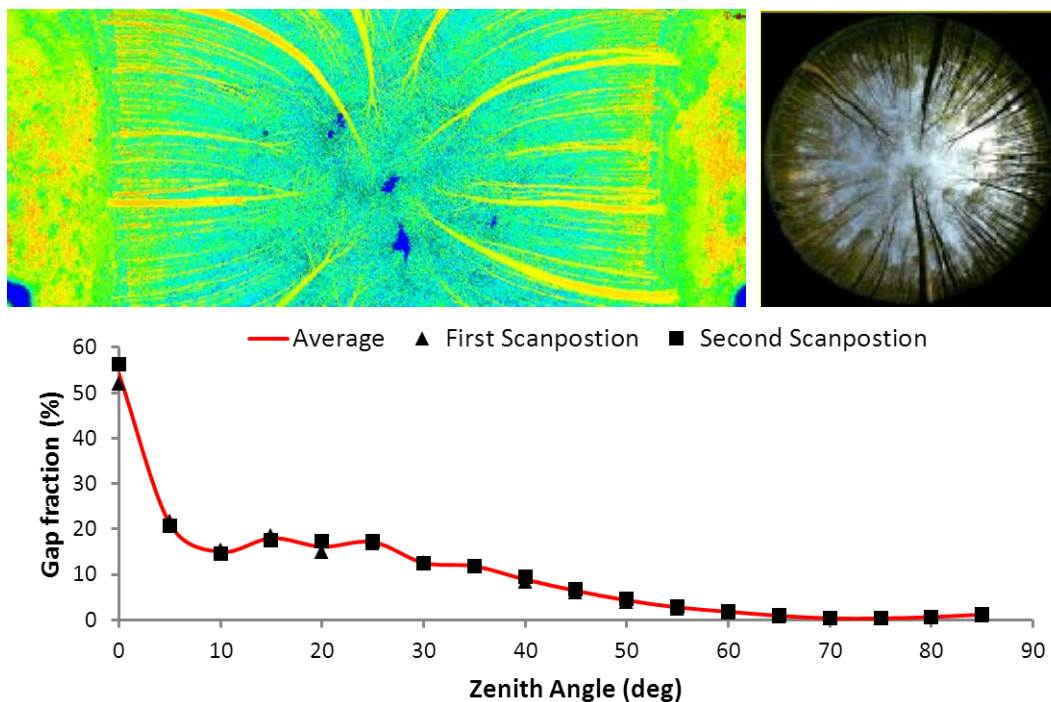 Average First Scanpostion Second Scanpostion
60
50
40
30
20
10
0
Gap fraction (%)
0 10 20 30 40 50 60 70 80 90
Zenith Angle (deg)